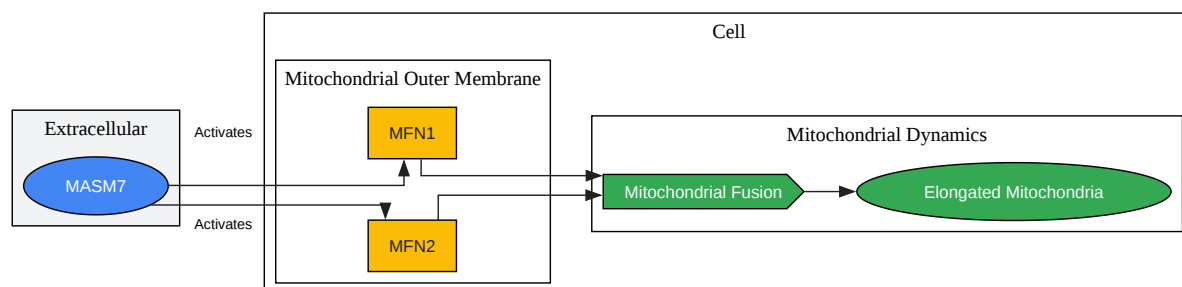 Cell
Mitochondrial Outer Membrane
Extracellular
Activates
MFN1
Mitochondrial Dynamics
MASM7
Mitochondrial Fusion
Elongated Mitochondria
Activates
MFN2